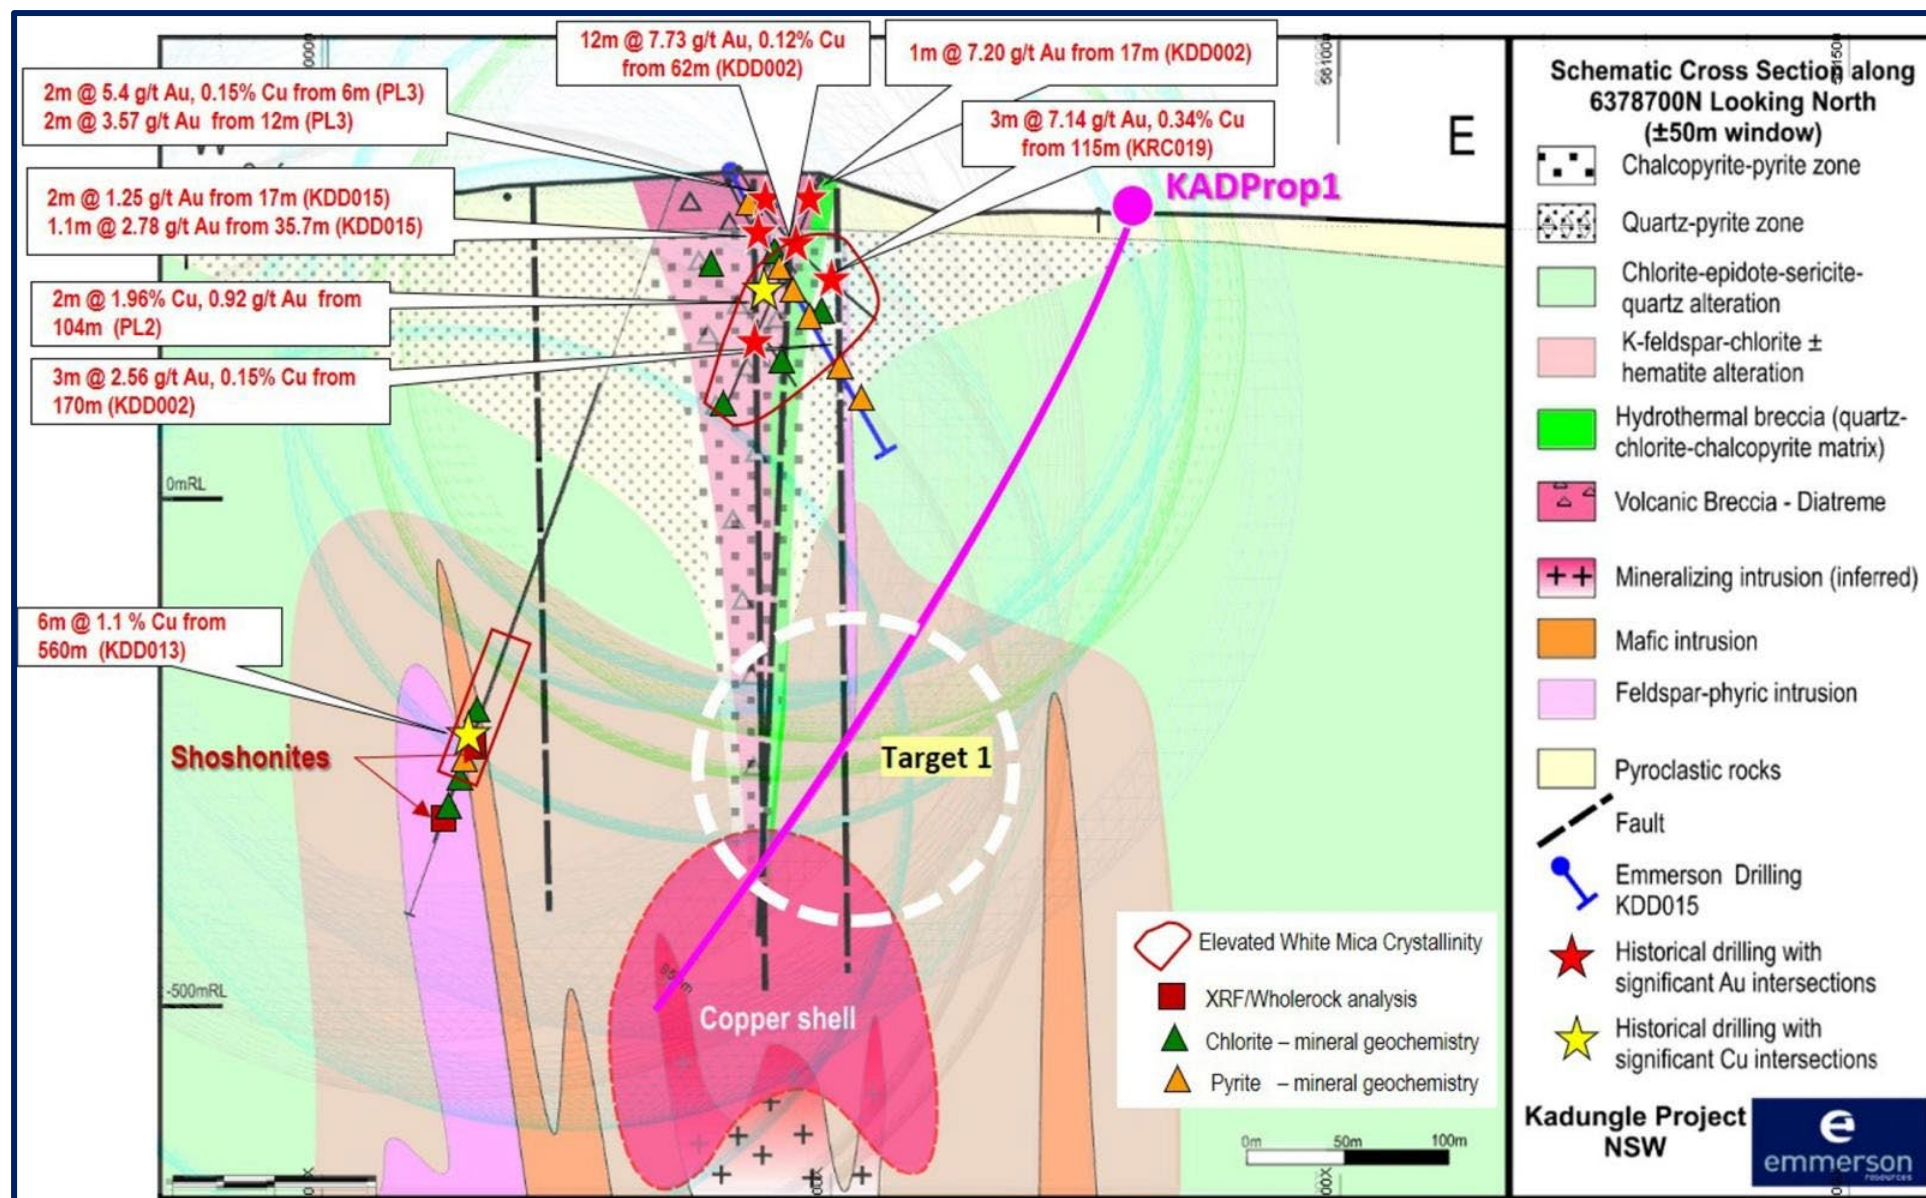 12m @ 7.73 g/t Au, 0.12% Cu
from 62m (KDD002)
1m @ 7.20 g/t Au from 17m (KDD002)
2m @ 5.4 g/t Au, 0.15% Cu from 6m (PL3)
2m @ 3.57 g/t Au from 12m (PL3)
3m @ 7.14 g/t Au, 0.34% Cu
from 115m (KRC019)
E
KADProp1
2m @ 1.25 g/t Au from 17m (KDD015)
1.1m @ 2.78 g/t Au from 35.7m (KDD015)
2m @ 1.96% Cu, 0.92 g/t Au from
104m (PL2)
3m @ 2.56 g/t Au, 0.15% Cu from
170m (KDD002)
0mRL
6m @ 1.1 % Cu from
560m (KDD013)
Shoshonites
Target 1
-500mRL
Copper shell
Elevated White Mica Crystallinity
XRF/Wholerock analysis
Chlorite – mineral geochemistry
Pyrite – mineral geochemistry
0m 50m 100m
Schematic Cross Section along
6378700N Looking North
(±50m window)
Chalcopyrite-pyrite zone
Quartz-pyrite zone
Chlorite-epidote-sericite-
quartz alteration
K-feldspar-chlorite ±
hematite alteration
Hydrothermal breccia (quartz-
chlorite-chalcopyrite matrix)
Volcanic Breccia - Diatreme
Mineralizing intrusion (inferred)
Mafic intrusion
Feldspar-phyric intrusion
Pyroclastic rocks
Fault
Emmerson Drilling
KDD015
Historical drilling with
significant Au intersections
Historical drilling with
significant Cu intersections
Kadungle Project
NSW
e
emmerson
resources